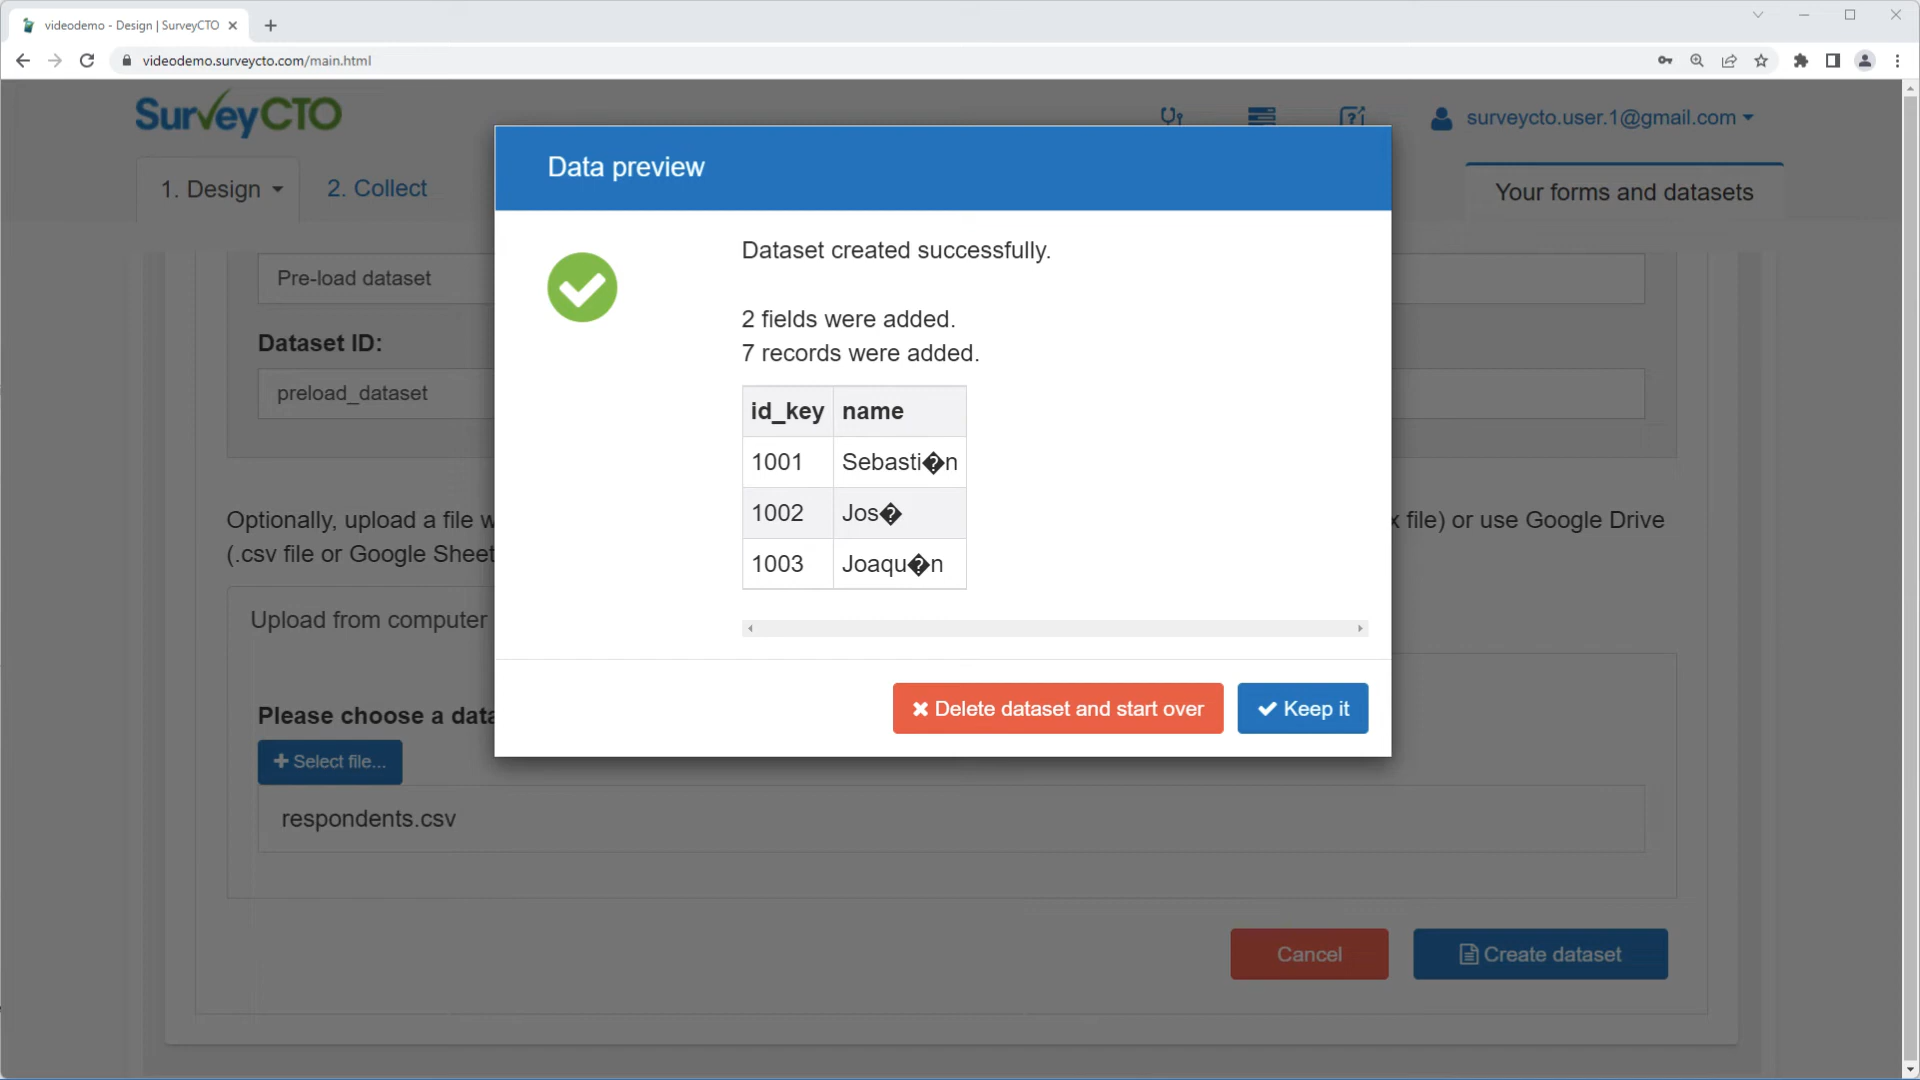 videodemo - Design | SurveyCTO
videodemo.surveycto.com/main.html
SurveyCTO
surveycto.user.1@gmail.com
1. Design
2. Collect
Your forms and datasets
Data preview
Dataset created successfully.
2 fields were added.
7 records were added.
id_key name
1001 Sebasti�n
1002 Jos�
1003 Joaqu�n
Delete dataset and start over
Keep it
Pre-load dataset
Dataset ID:
preload_dataset
Optionally, upload a file w x file) or use Google Drive
(.csv file or Google Sheet
Upload from computer
Please choose a data
+ Select file...
respondents.csv
Cancel
Create dataset